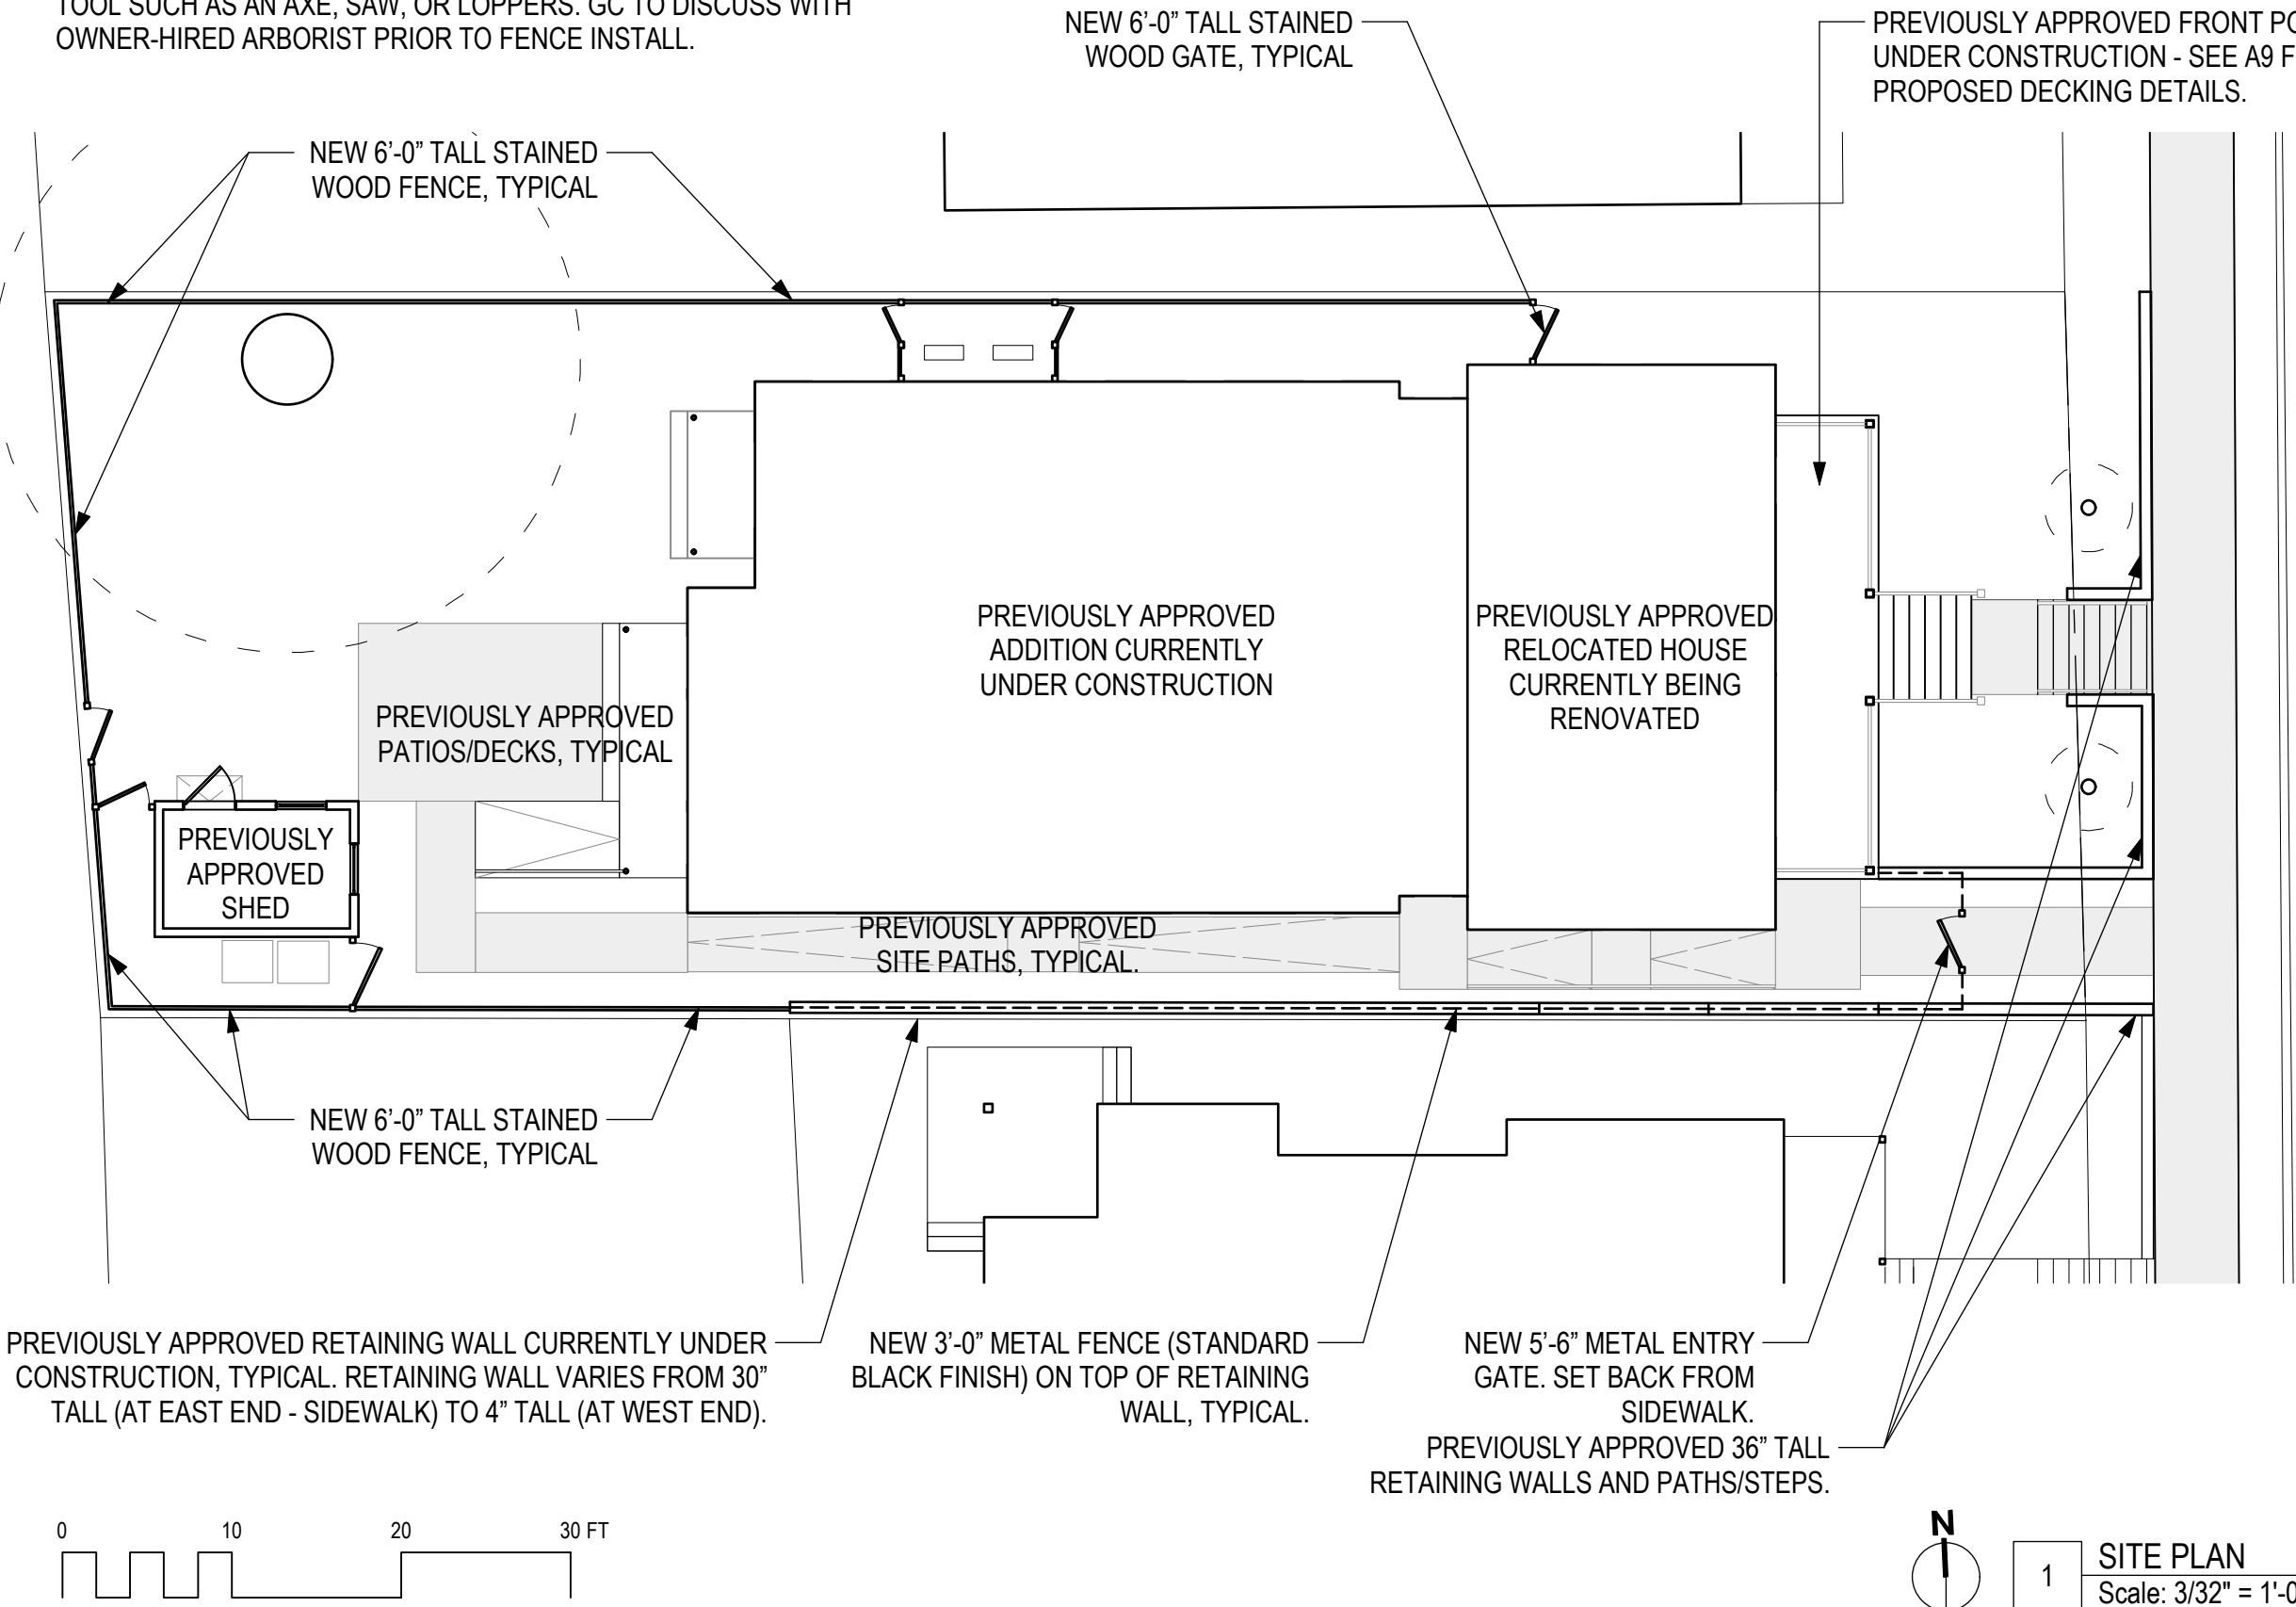 TOOL SUCH AS AN AXE, SAW, OR LOPPERS. GC TO DISCUSS WITH
OWNER-HIRED ARBORIST PRIOR TO FENCE INSTALL.
NEW 6’-0” TALL STAINED
WOOD GATE, TYPICAL
PREVIOUSLY APPROVED FRONT
UNDER CONSTRUCTION - SEE A9
PROPOSED DECKING DETAILS.
NEW 6’-0” TALL STAINED
WOOD FENCE, TYPICAL
PREVIOUSLY APPROVED
ADDITION CURRENTLY
UNDER CONSTRUCTION
PREVIOUSLY APPROVED
RELOCATED HOUSE
CURRENTLY BEING
RENOVATED
PREVIOUSLY APPROVED
PATIOS/DECKS, TYPICAL
PREVIOUSLY
APPROVED
SHED
PREVIOUSLY APPROVED
SITE PATHS, TYPICAL.
NEW 6’-0” TALL STAINED
WOOD FENCE, TYPICAL
PREVIOUSLY APPROVED RETAINING WALL CURRENTLY UNDER
CONSTRUCTION, TYPICAL. RETAINING WALL VARIES FROM 30”
TALL (AT EAST END - SIDEWALK) TO 4” TALL (AT WEST END).
NEW 3’-0” METAL FENCE (STANDARD
BLACK FINISH) ON TOP OF RETAINING
WALL, TYPICAL.
NEW 5’-6” METAL ENTRY
GATE. SET BACK FROM
SIDEWALK.
PREVIOUSLY APPROVED 36” TALL
RETAINING WALLS AND PATHS/STEPS.
0 10 20 30 FT
N
1
SITE PLAN
Scale: 3/32" = 1'-0